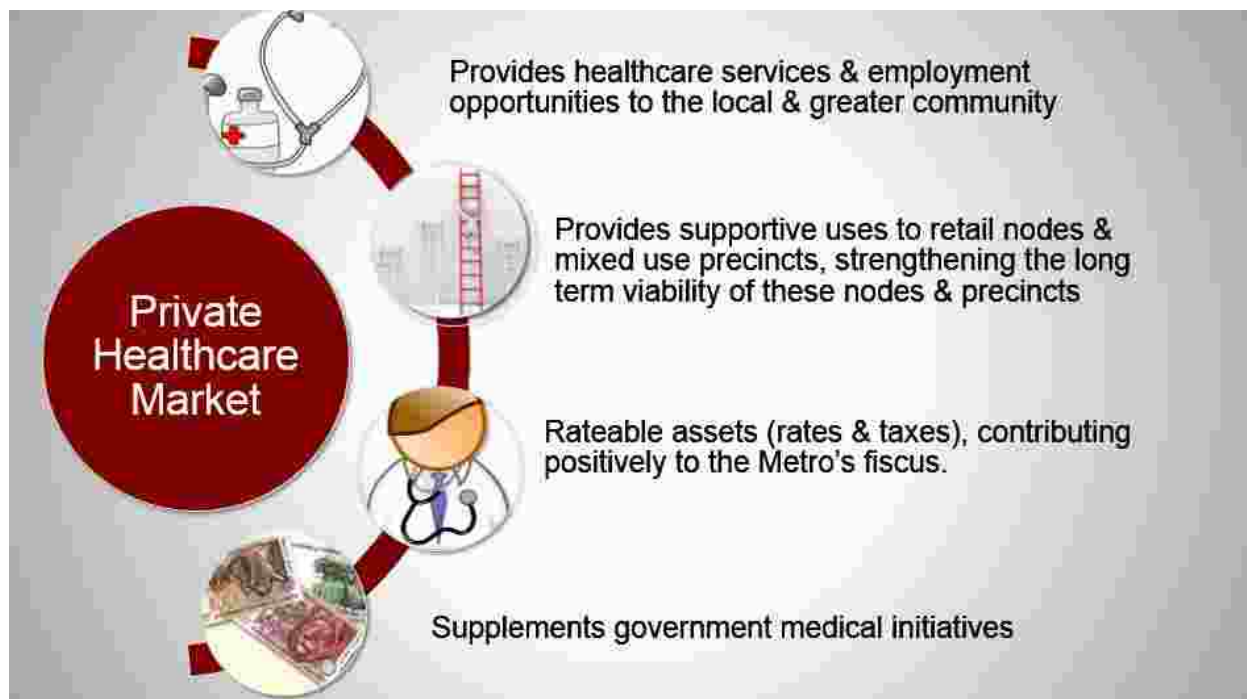 Provides healthcare services & employment
opportunities to the local & greater community
Provides supportive uses to retail nodes &
mixed use precincts, strengthening the long
term viability of these nodes & precincts
Private
Healthcare
Market
Rateable assets (rates & taxes), contributing
positively to the Metro's fiscus.
Supplements government medical initiatives